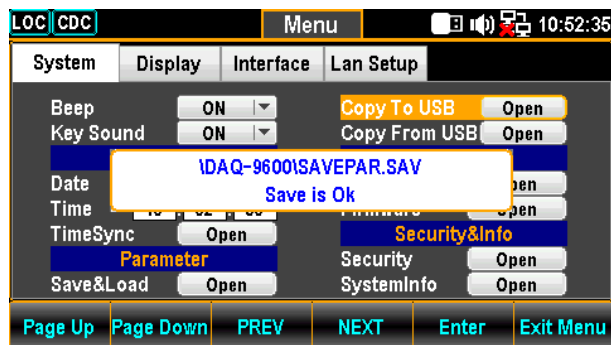 LOC CDC Menu 10:52:35
System Display Interface Lan Setup
Beep ON Copy To USB Open
Key Sound ON Copy From USB Open
\DAQ-9600\SAVEPAR.SAV
Save is Ok
Date
Time
TimeSync Open Security&Info
Parameter Security Open
Save&Load Open SystemInfo Open
Page Up Page Down PREV NEXT Enter Exit Menu